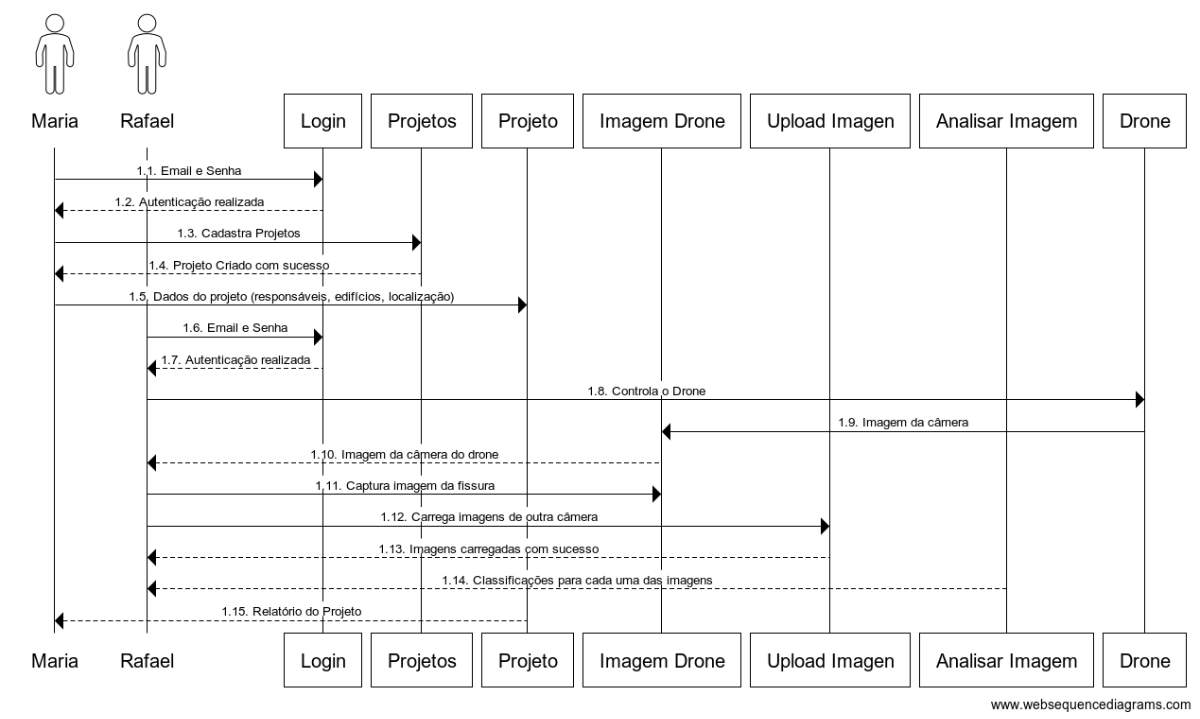 Maria
Rafael
Login
Projetos
Projeto
Imagem Drone
Upload Imagen
Analisar Imagem
Drone
1.1. Email e Senha
1.2. Autenticação realizada
1.3. Cadastra Projetos
1.4. Projeto Criado com sucesso
1.5. Dados do projeto (responsáveis, edifícios, localização)
1.6. Email e Senha
1.7. Autenticação realizada
1.8. Controla o Drone
1.9. Imagem da câmera
1.10. Imagem da câmera do drone
1.11. Captura imagem da fissura
1.12. Carrega imagens de outra câmera
1.13. Imagens carregadas com sucesso
1.14. Classificações para cada uma das imagens
1.15. Relatório do Projeto
Maria
Rafael
Login
Projetos
Projeto
Imagem Drone
Upload Imagen
Analisar Imagem
Drone
www.websequencediagrams.com